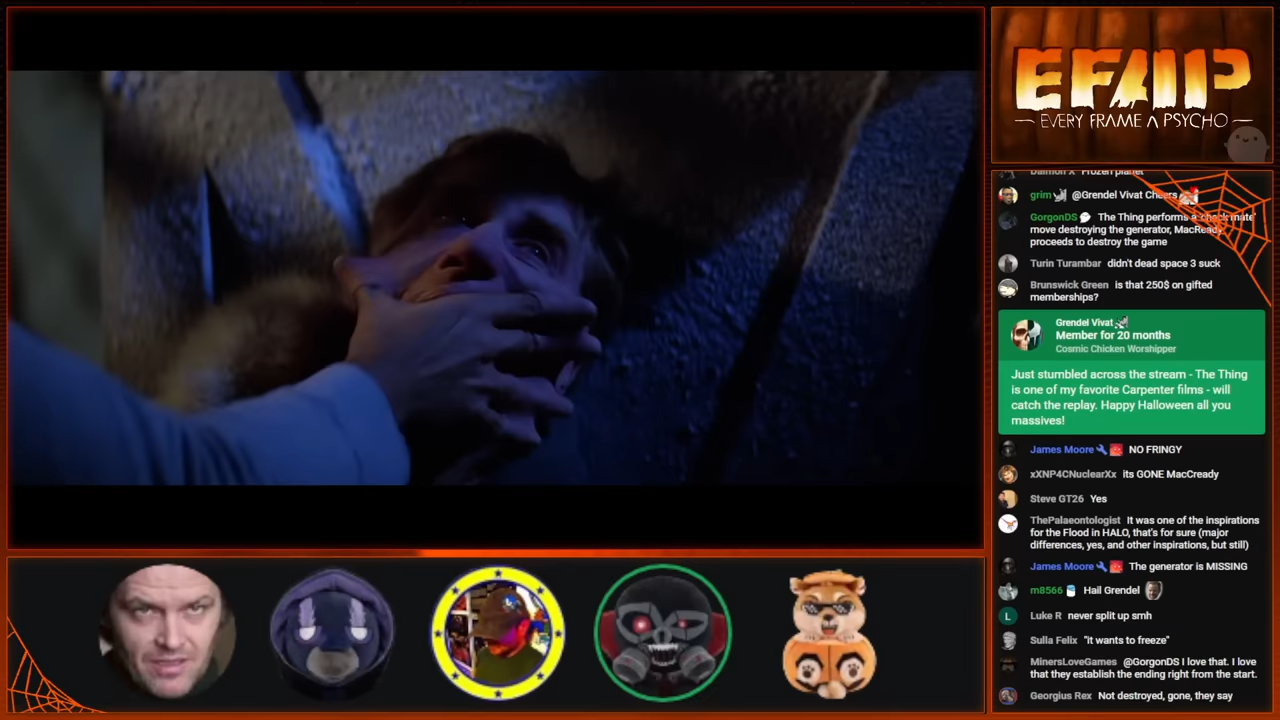 EFAP
EVERY FRAME A PSYCHO
Daimon X Frozen planet
grim @Grendel Vivat Cheers
GorgonDS The Thing performs a 'check mate'
move destroying the generator, MacReady
proceeds to destroy the game
Turin Turambar didn't dead space 3 suck
Brunswick Green is that 250$ on gifted
memberships?
Grendel Vivat
Member for 20 months
Cosmic Chicken Worshipper
Just stumbled across the stream - The Thing
is one of my favorite Carpenter films - will
catch the replay. Happy Halloween all you
massives!
James Moore NO FRINGY
xXNP4CNuclearXx its GONE MacCready
Steve GT26 Yes
ThePalaeontologist It was one of the inspirations
for the Flood in HALO, that's for sure (major
differences, yes, and other inspirations, but still)
James Moore The generator is MISSING
m8566 Hail Grendel
L Luke R never split up smh
Sulla Felix "it wants to freeze"
MinersLoveGames @GorgonDS I love that. I love
that they establish the ending right from the start.
Georgius Rex Not destroyed, gone, they say